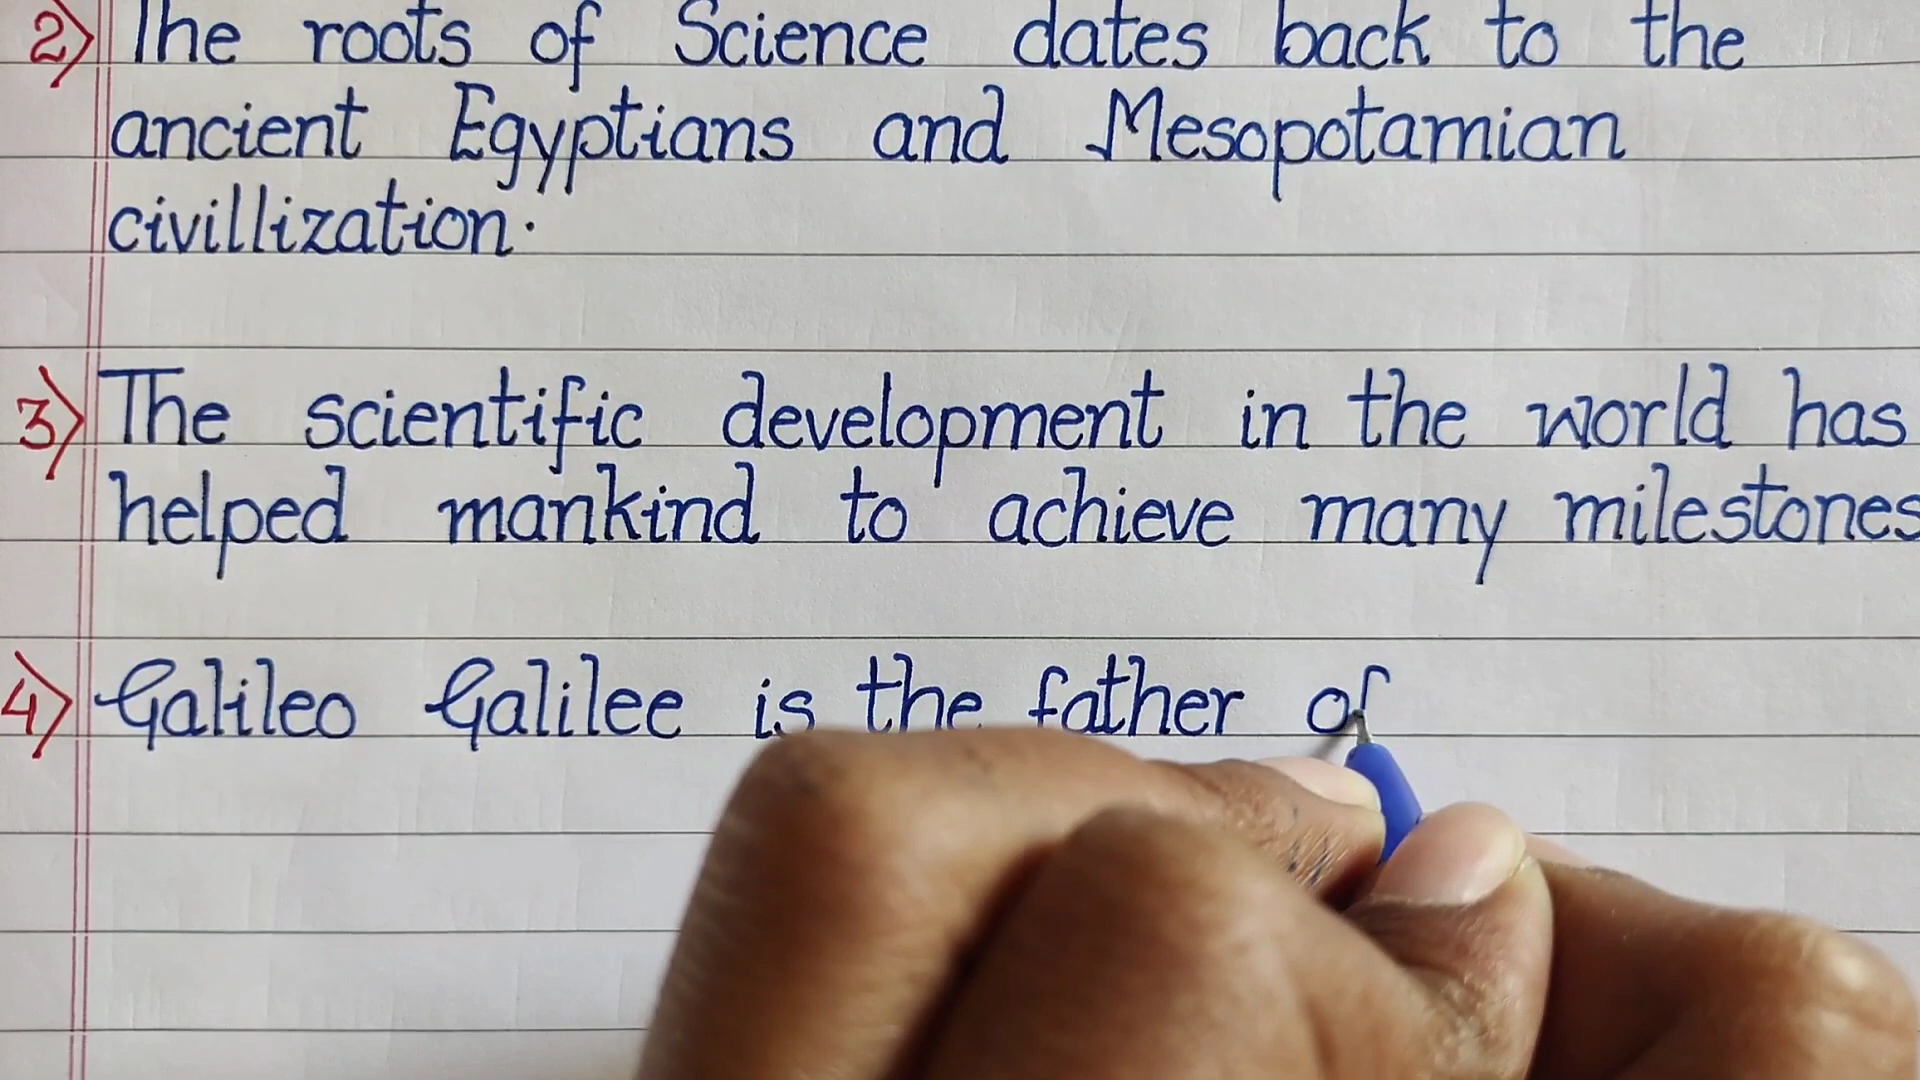 2) The roots of Science dates back to the
ancient Egyptians and Mesopotamian
civillization.
3) The scientific development in the world has
helped mankind to achieve many milestones
4) Galileo Galilee is the father of